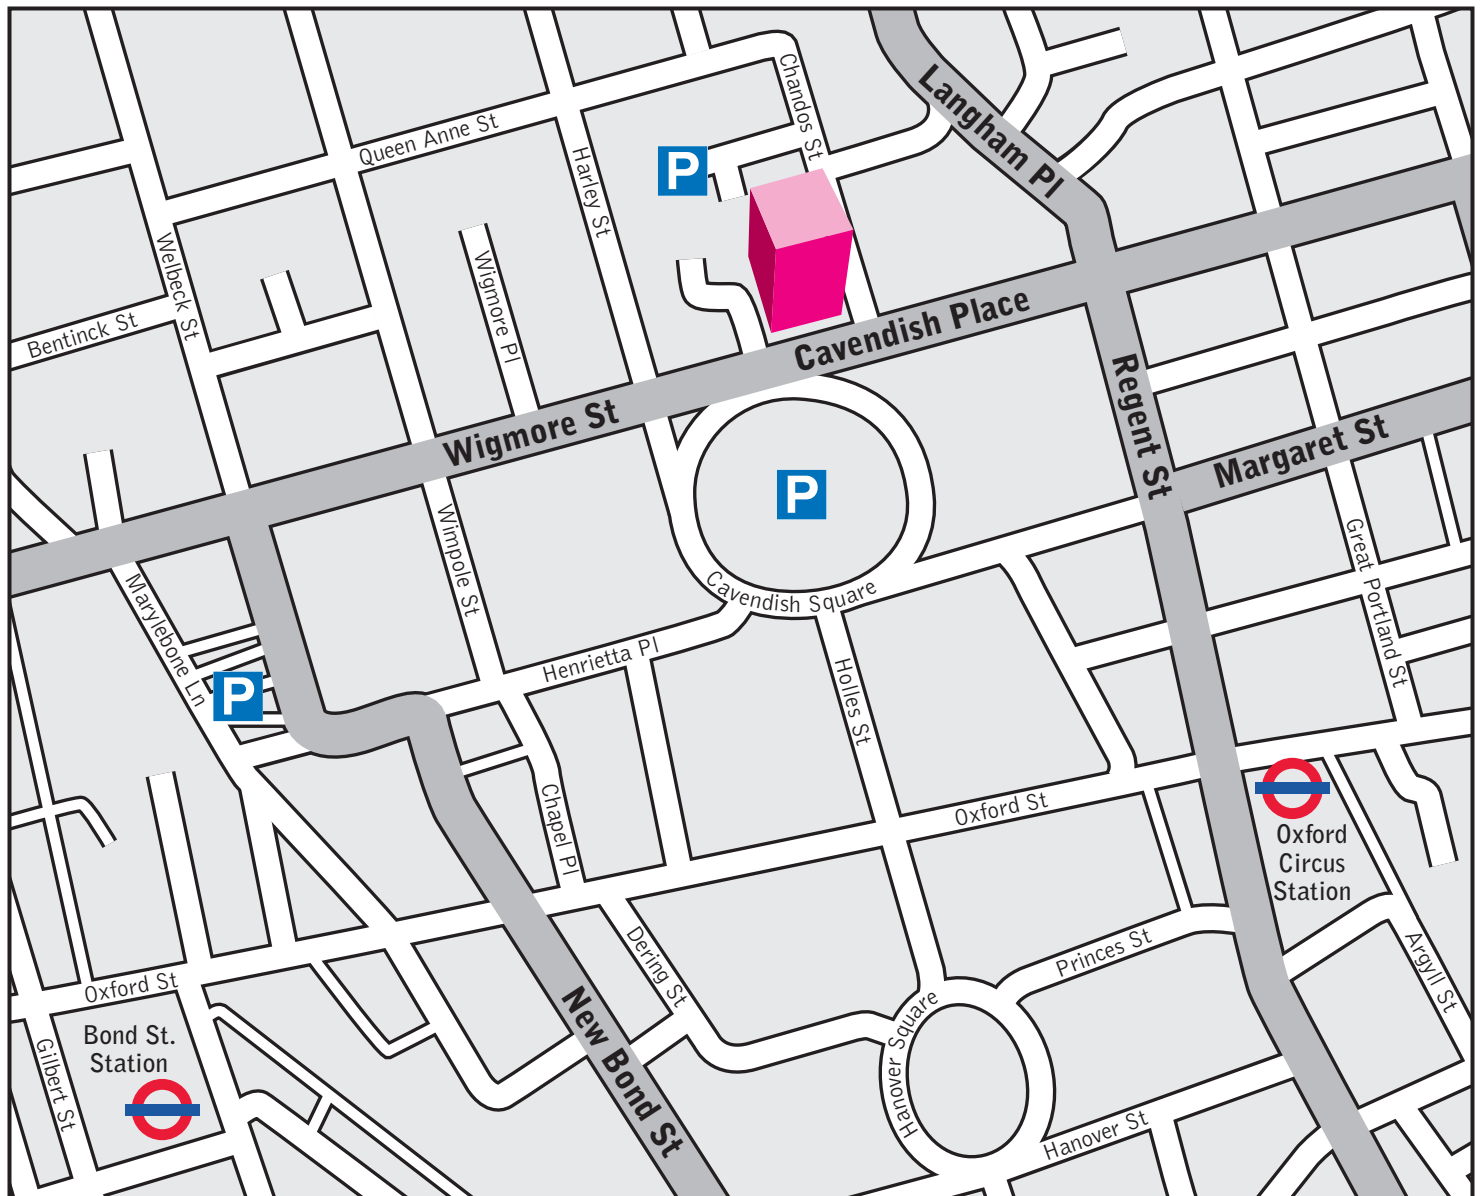 Chandos St
Langham Pl
Queen Anne St
P
Harley St
Welbeck St
Wigmore Pl
Bentinck St
Cavendish Place
Regent St
Wigmore St
Margaret St
P
Wimpole St
Great Portland St
Marylebone Ln
Cavendish Square
Henrietta Pl
P
Holles St
Chapel Pl
Oxford St
Oxford
Circus
Station
Dering St
Princes St
Argyll St
Oxford St
New Bond St
Hanover Square
Bond St.
Station
Gilbert St
Hanover St